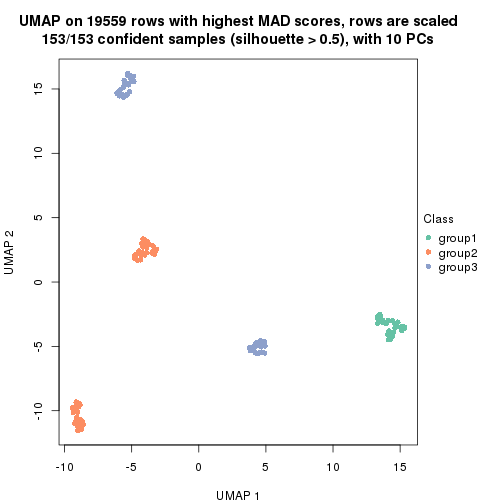 UMAP on 19559 rows with highest MAD scores, rows are scaled
153/153 confident samples (silhouette > 0.5), with 10 PCs
15
10
5
0
-5
-10
UMAP 2
-10
-5
0
5
10
15
UMAP 1
Class
group1
group2
group3